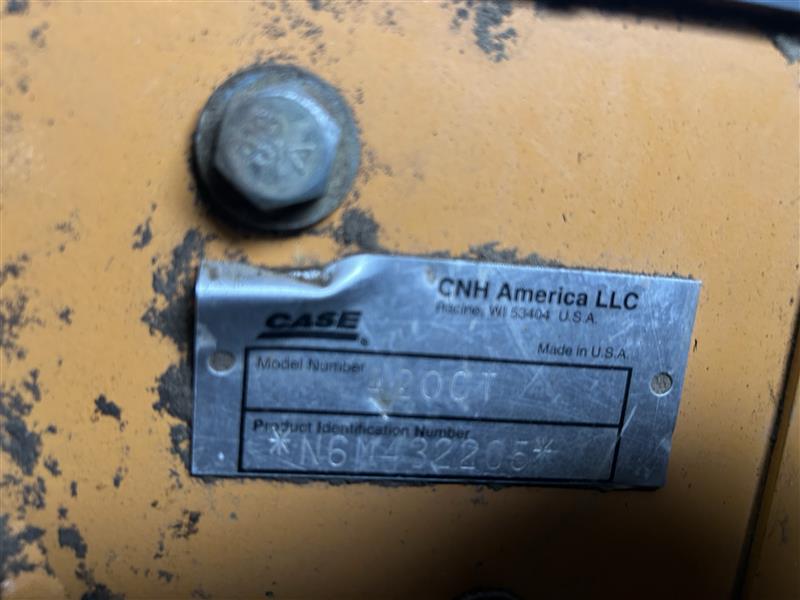 CNH America LLC
Racine, WI 53404 U.S.A.
CASE
®
Made in U.S.A.
Model Number
420CT
Product Identification Number
*N6M432205*